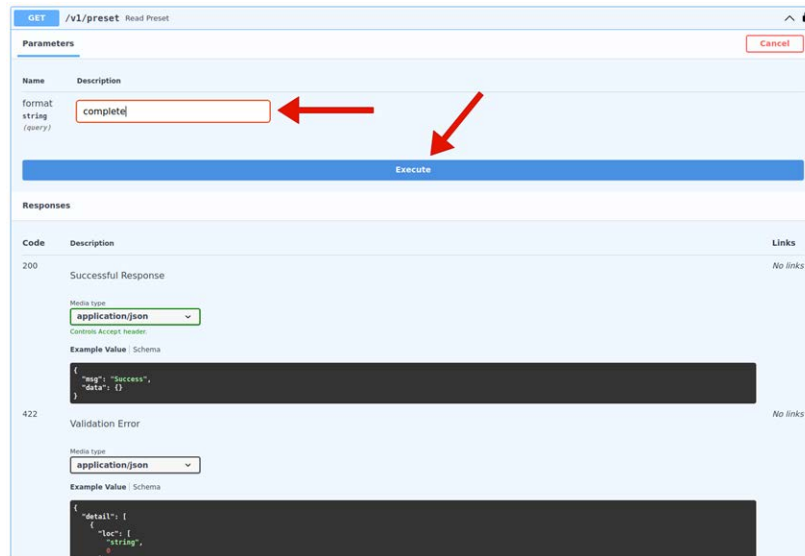 GET /v1/preset Read Preset
Parameters
Cancel
Name Description
format
string
(query)
complete
Execute
Responses
Code Description Links
200 Successful Response No links
Media type
application/json
Controls Accept header.
Example Value | Schema
{
"msg": "Success",
"data": {}
}
422 Validation Error No links
Media type
application/json
Example Value | Schema
{
"detail": [
{
"loc": [
"string",
0